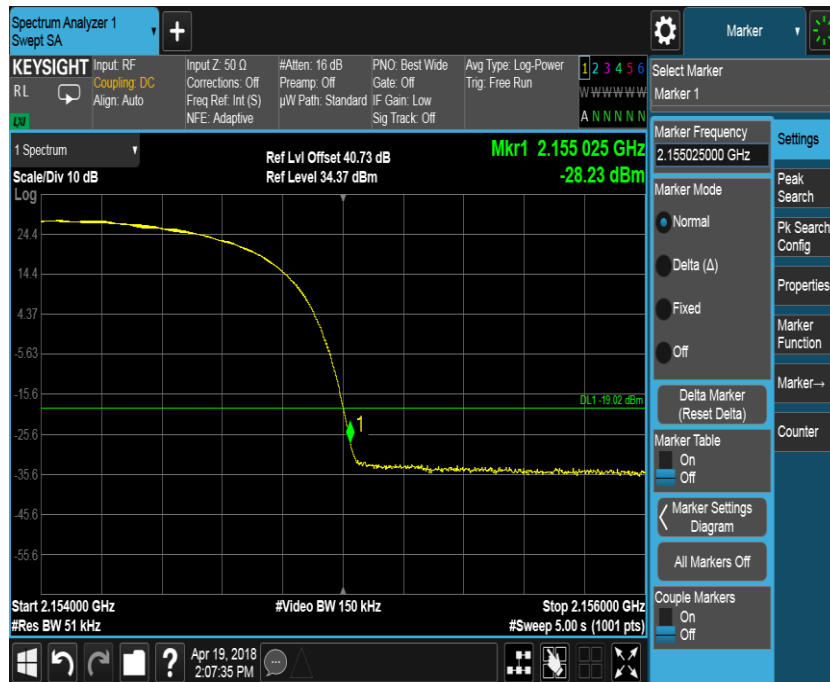 Spectrum Analyzer 1
Swept SA
+
Marker
KEYSIGHT
RL
LXI
Input: RF
Coupling: DC
Align: Auto
Input Z: 50 Ω
Corrections: Off
Freq Ref: Int (S)
NFE: Adaptive
#Atten: 16 dB
Preamp: Off
µW Path: Standard
PNO: Best Wide
Gate: Off
IF Gain: Low
Sig Track: Off
Avg Type: Log-Power
Trig: Free Run
1 2 3 4 5 6
W W W W W W
A N N N N N
1 Spectrum
Scale/Div 10 dB
Log
Ref Lvl Offset 40.73 dB
Ref Level 34.37 dBm
Mkr1 2.155 025 GHz
-28.23 dBm
24.4
14.4
4.37
-5.63
-15.6
-25.6
-35.6
-45.6
-55.6
DL1 -19.02 dBm
1
Start 2.154000 GHz
#Res BW 51 kHz
#Video BW 150 kHz
Stop 2.156000 GHz
#Sweep 5.00 s (1001 pts)
Select Marker
Marker 1
Marker Frequency
2.155025000 GHz
Marker Mode
Normal
Delta (Δ)
Fixed
Off
Delta Marker
(Reset Delta)
Marker Table
On
Off
Marker Settings
Diagram
All Markers Off
Couple Markers
On
Off
Settings
Peak
Search
Pk Search
Config
Properties
Marker
Function
Marker→
Counter
?
Apr 19, 2018
2:07:35 PM